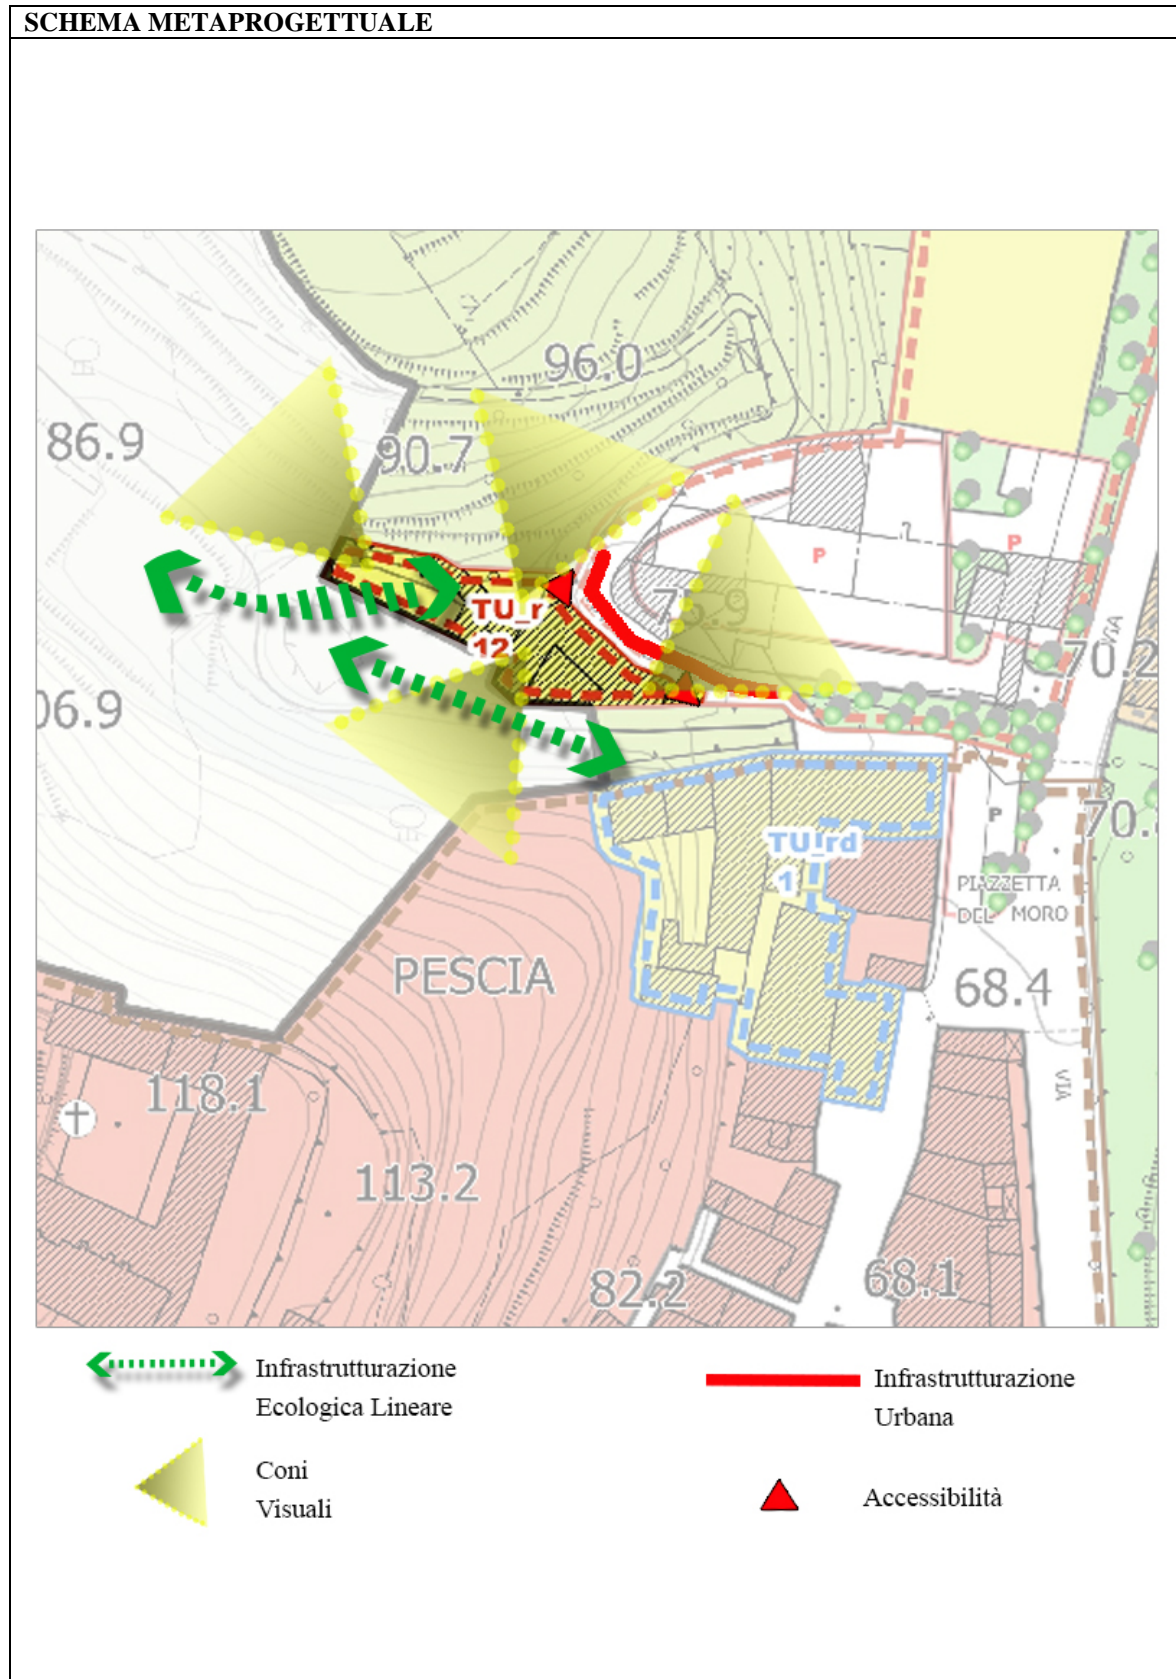 SCHEMA METAPROGETTUALE
96.0
86.9
90.7
P
P
TU_r
12
75.9
VIA
70.2
06.9
TU_rd
1
P
70.
PIAZZETTA
DEL MORO
PESCIA
68.4
118.1
VIA
113.2
82.2
68.1
Infrastrutturazione
Ecologica Lineare
Infrastrutturazione
Urbana
Coni
Visuali
Accessibilità